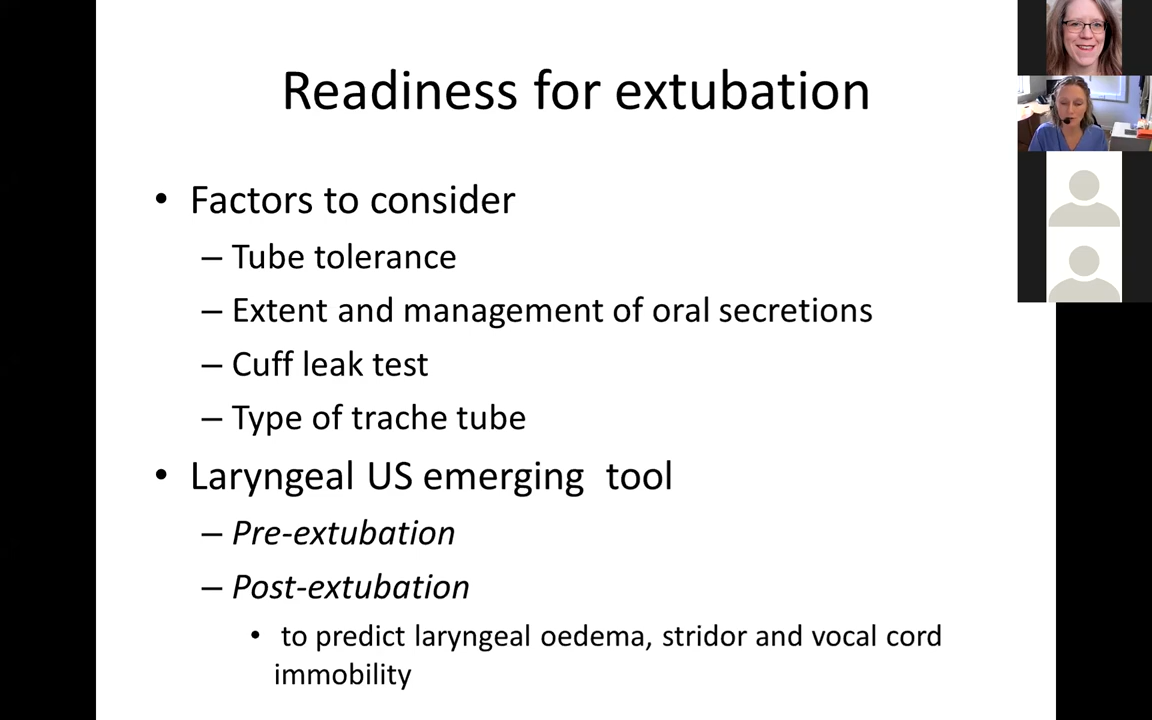 Readiness for extubation
• Factors to consider
– Tube tolerance
– Extent and management of oral secretions
– Cuff leak test
– Type of trache tube
• Laryngeal US emerging  tool
– Pre-extubation
– Post-extubation
• to predict laryngeal oedema, stridor and vocal cord
immobility